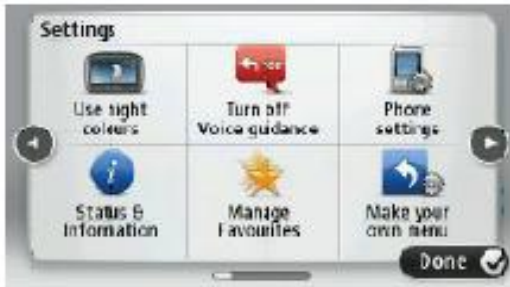 Settings
Use night
colours
Turn off
Voice guidance
Phone
settings
Status &
Information
Manage
Favourites
Make your
own menu
Done